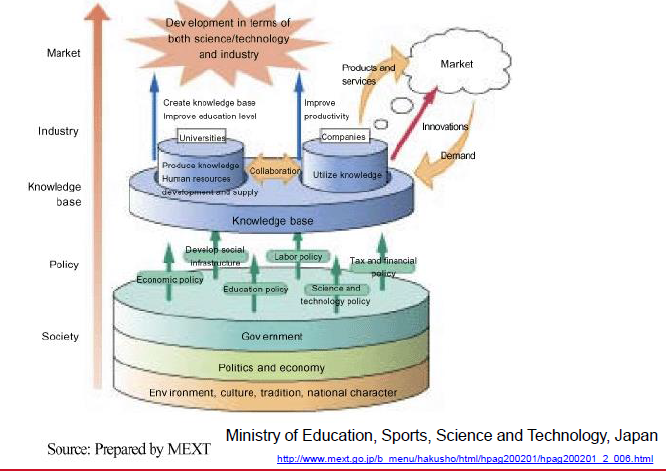 Development in terms of
both science/technology
and industry
Market
Market
Products and
services
Create knowledge base
Improve education level
Improve
productivity
Industry
Universities
Companies
Innovations
Demand
Produce knowledge
Human resources
development and supply
Collaboration
Utilize knowledge
Knowledge
base
Knowledge base
Policy
Develop social
infrastructure
Labor policy
Tax and financial
policy
Economic policy
Education policy
Science and
technology policy
Society
Government
Politics and economy
Environment, culture, tradition, national character
Ministry of Education, Sports, Science and Technology, Japan
Source: Prepared by MEXT
http://www.mext.go.jp/b_menu/hakusho/html/hpag200201/hpag200201_2_006.html